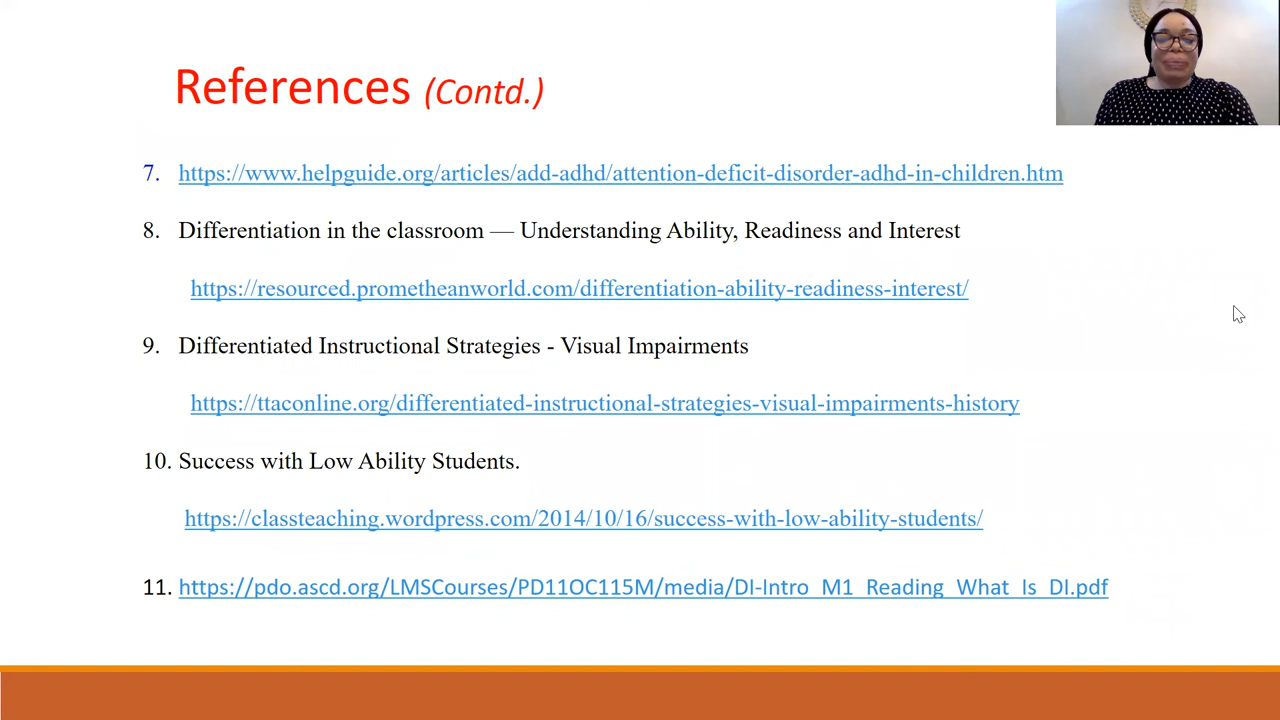 References (Contd.)
7. https://www.helpguide.org/articles/add-adhd/attention-deficit-disorder-adhd-in-children.htm
8. Differentiation in the classroom — Understanding Ability, Readiness and Interest
https://resourced.prometheanworld.com/differentiation-ability-readiness-interest/
9. Differentiated Instructional Strategies - Visual Impairments
https://ttaconline.org/differentiated-instructional-strategies-visual-impairments-history
10. Success with Low Ability Students.
https://classteaching.wordpress.com/2014/10/16/success-with-low-ability-students/
11. https://pdo.ascd.org/LMSCourses/PD11OC115M/media/DI-Intro_M1_Reading_What_Is_DI.pdf